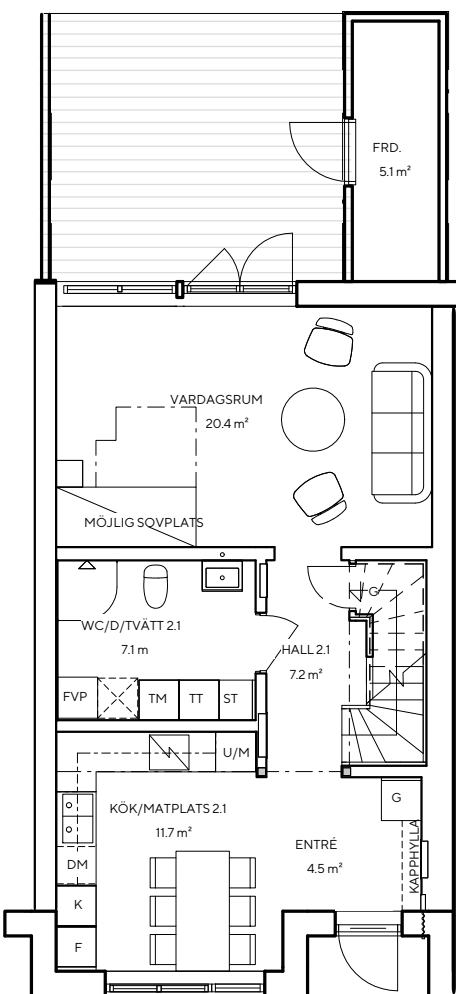 FRD.
5.1 m²
VARDAGSRUM
20.4 m²
MÖJLIG SOVPLATS
G
WC/D/TVÄTT 2.1
7.1 m
HALL 2.1
7.2 m²
FVP
TM
TT
ST
U/M
KÖK/MATPLATS 2.1
11.7 m²
G
ENTRÉ
4.5 m²
KAPPHYLLA
DM
K
F